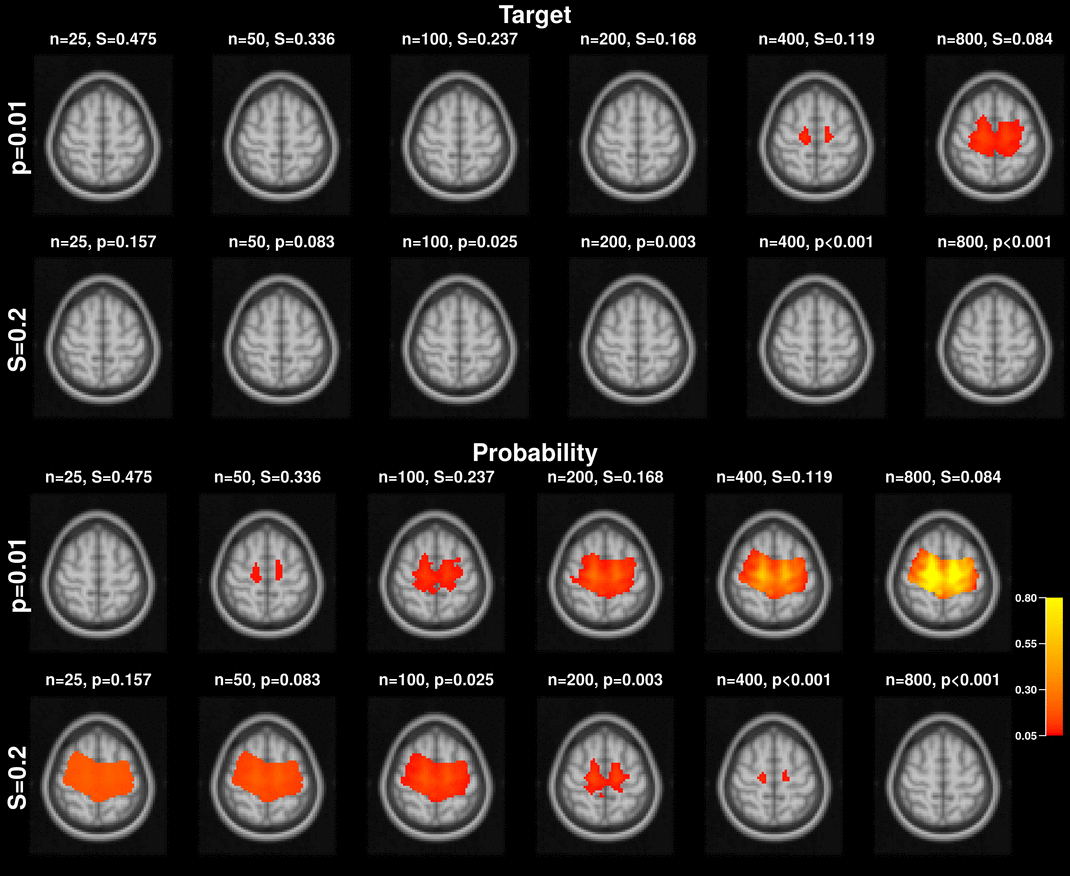 Target
n=25, S=0.475 n=50, S=0.336 n=100, S=0.237 n=200, S=0.168 n=400, S=0.119 n=800, S=0.084
p=0.01
n=25, p=0.157 n=50, p=0.083 n=100, p=0.025 n=200, p=0.003 n=400, p<0.001 n=800, p<0.001
S=0.2
Probability
n=25, S=0.475 n=50, S=0.336 n=100, S=0.237 n=200, S=0.168 n=400, S=0.119 n=800, S=0.084
p=0.01
0.80
0.55
0.30
0.05
n=25, p=0.157 n=50, p=0.083 n=100, p=0.025 n=200, p=0.003 n=400, p<0.001 n=800, p<0.001
S=0.2